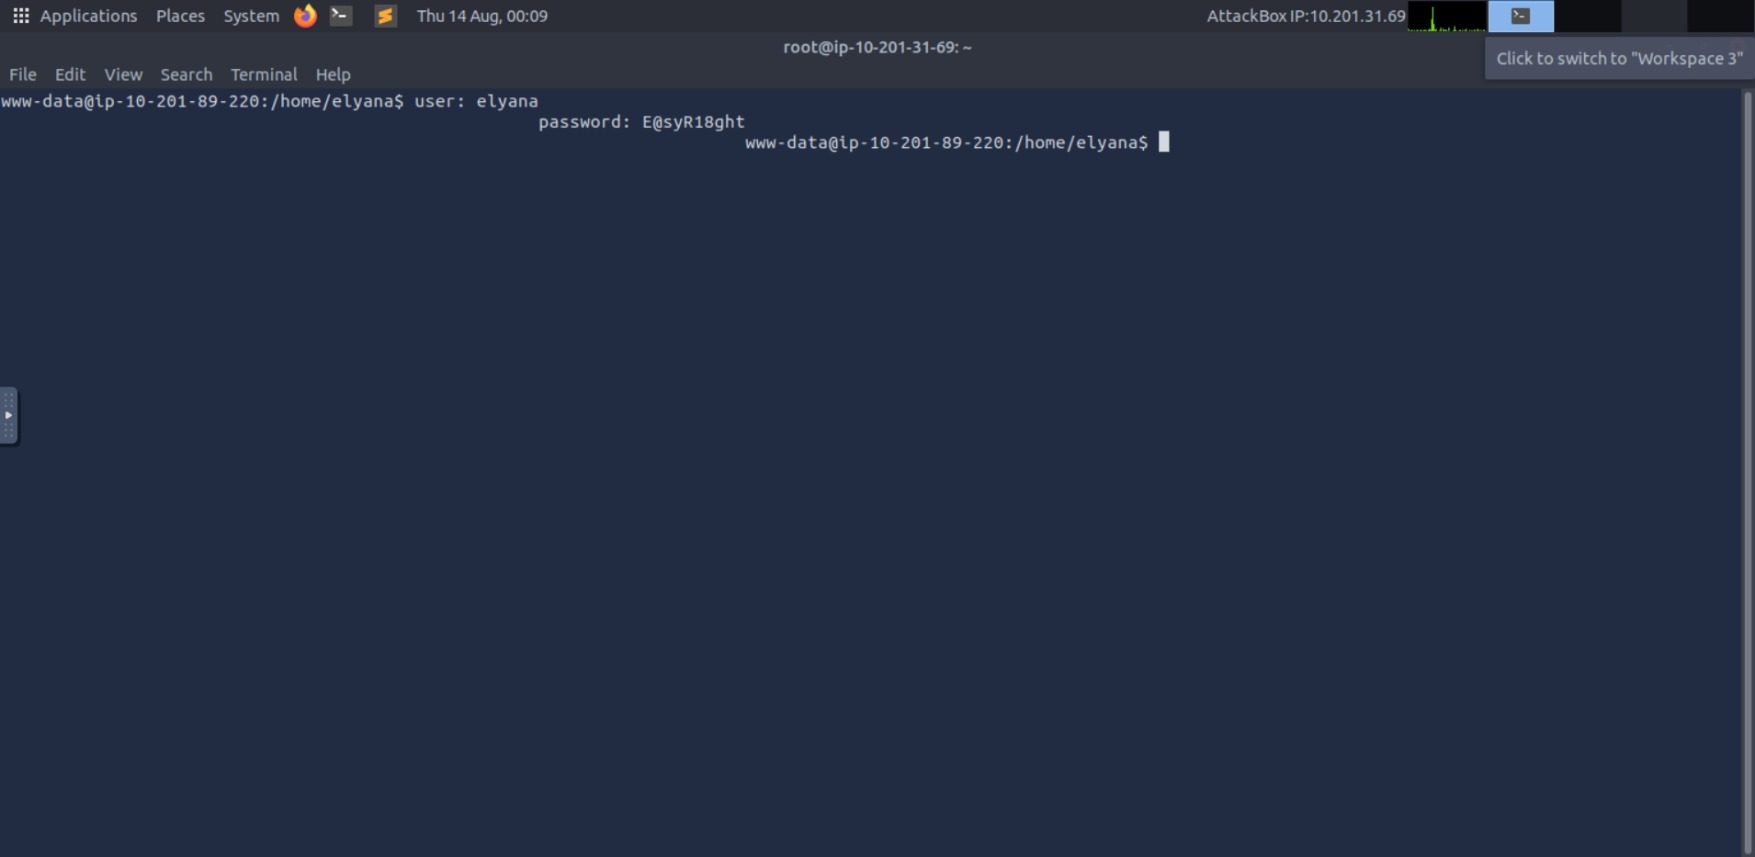 Applications Places System Thu 14 Aug, 00:09 AttackBox IP:10.201.31.69
root@ip-10-201-31-69: ~
Click to switch to "Workspace 3"
File Edit View Search Terminal Help
www-data@ip-10-201-89-220:/home/elyana$ user: elyana
password: E@syR18ght
www-data@ip-10-201-89-220:/home/elyana$